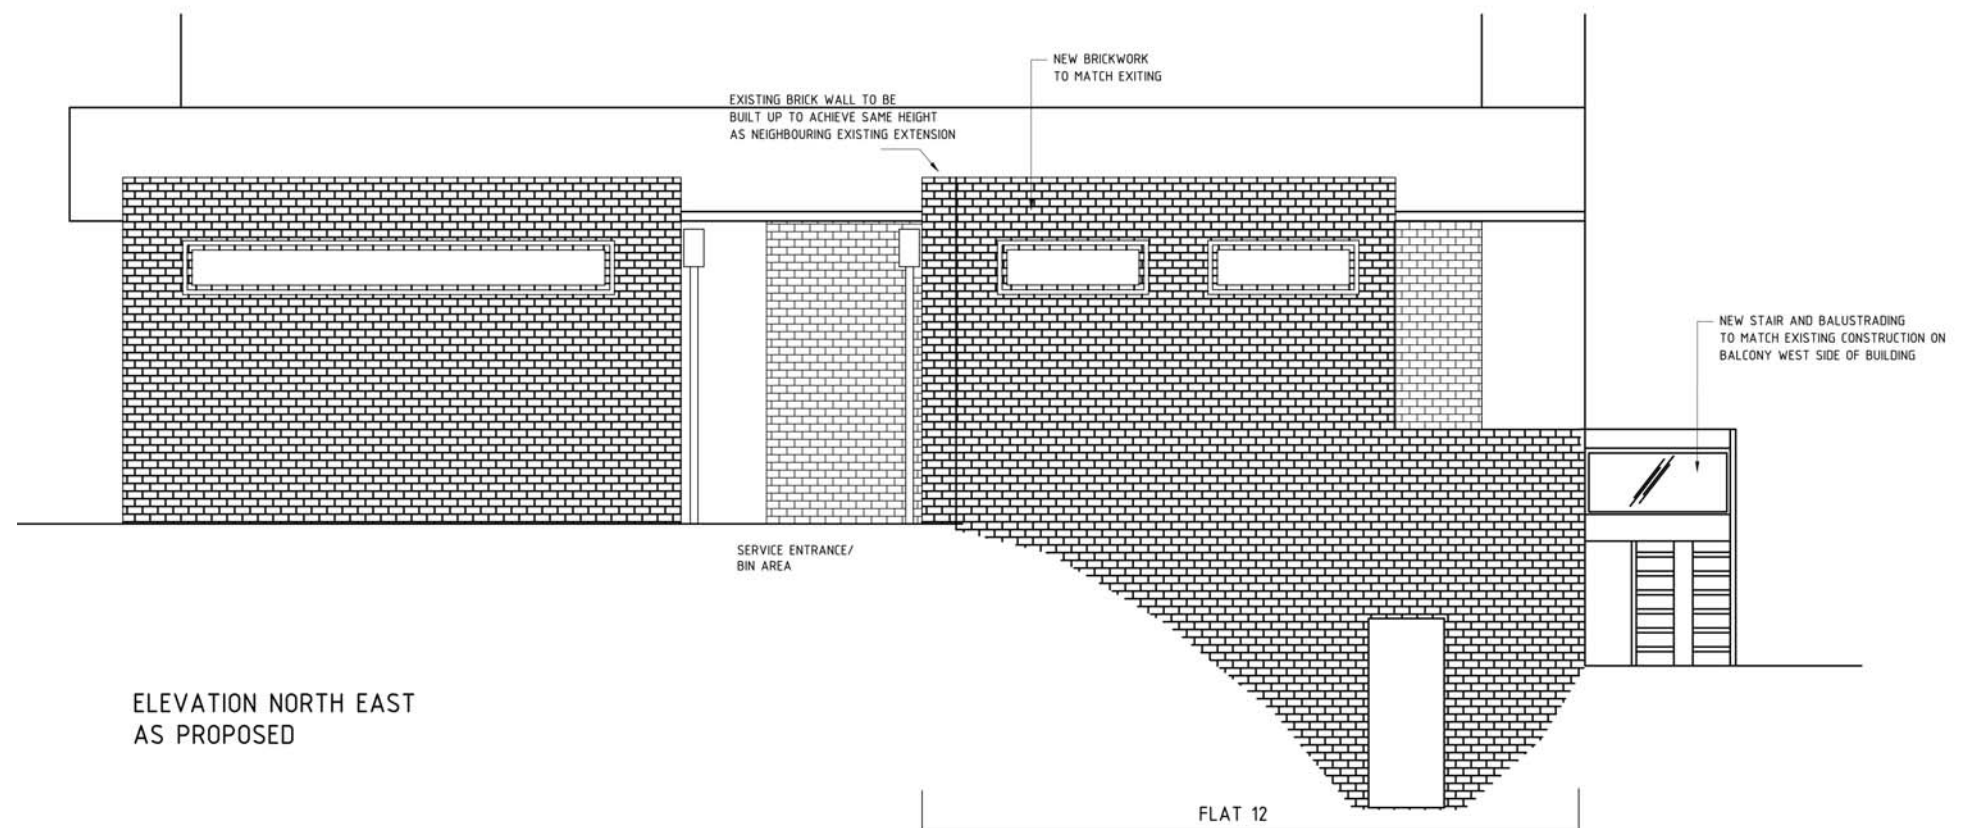 NEW BRICKWORK
TO MATCH EXITING
EXISTING BRICK WALL TO BE
BUILT UP TO ACHIEVE SAME HEIGHT
AS NEIGHBOURING EXISTING EXTENSION
NEW STAIR AND BALUSTRADING
TO MATCH EXISTING CONSTRUCTION ON
BALCONY WEST SIDE OF BUILDING
SERVICE ENTRANCE/
BIN AREA
ELEVATION NORTH EAST
AS PROPOSED
FLAT 12